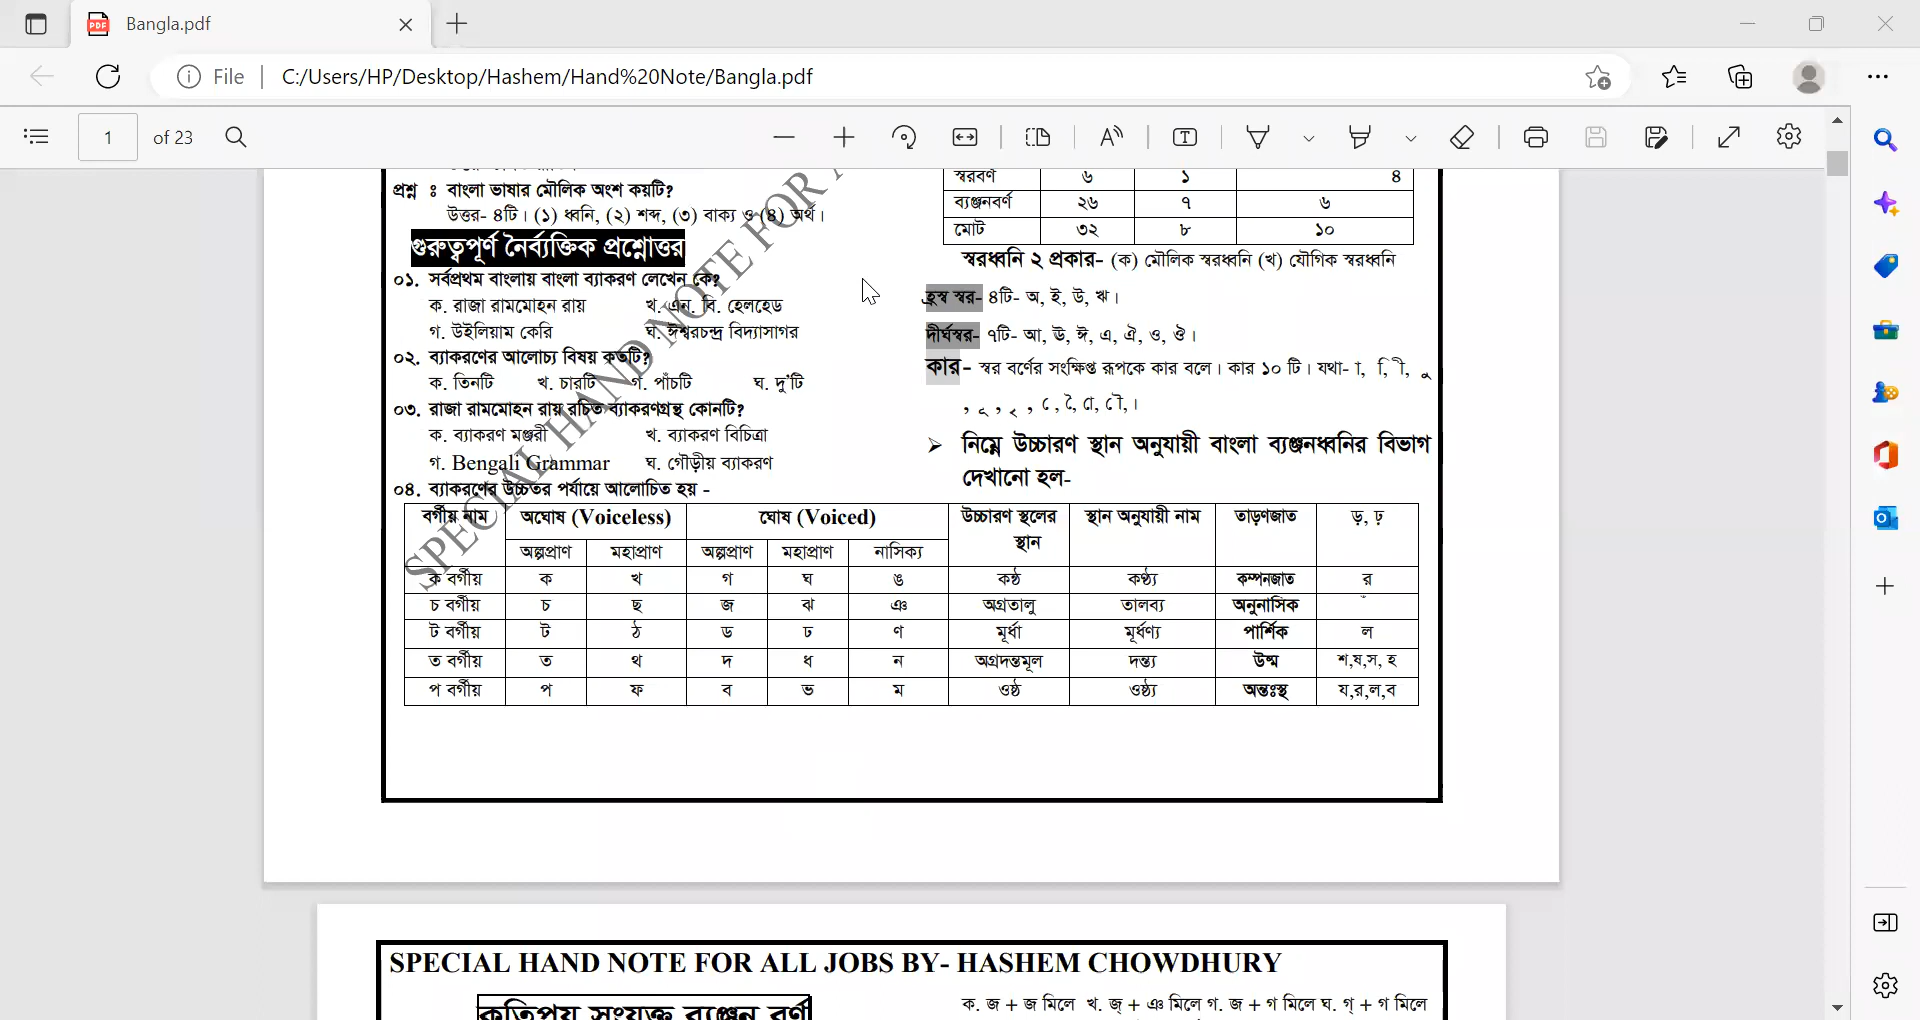 Bangla.pdf
File
C:/Users/HP/Desktop/Hashem/Hand%20Note/Bangla.pdf
1 of 23
প্রশ্ন ঃ বাংলা ভাষার মৌলিক অংশ কয়টি?
উত্তর- ৪টি। (১) ধ্বনি, (২) শব্দ, (৩) বাক্য ও (৪) অর্থ।
গুরুত্বপূর্ণ নৈর্ব্যক্তিক প্রশ্নোত্তর
০১. সর্বপ্রথম বাংলায় বাংলা ব্যাকরণ লেখেন কে?
ক. রাজা রামমোহন রায় খ. এন. বি. হেলহেড
গ. উইলিয়াম কেরি ঘ. ঈশ্বরচন্দ্র বিদ্যাসাগর
০২. ব্যাকরণের আলোচ্য বিষয় কতটি?
ক. তিনটি খ. চারটি গ. পাঁচটি ঘ. দু'টি
০৩. রাজা রামমোহন রায় রচিত ব্যাকরণগ্রন্থ কোনটি?
ক. ব্যাকরণ মঞ্জরী খ. ব্যাকরণ বিচিত্রা
গ. Bengali Grammar ঘ. গৌড়ীয় ব্যাকরণ
০৪. ব্যাকরণের উচ্চতর পর্যায়ে আলোচিত হয় -
স্বরবর্ণ ৬ ১ ৪
ব্যঞ্জনবর্ণ ২৬ ৭ ৬
মোট ৩২ ৮ ১০
স্বরধ্বনি ২ প্রকার- (ক) মৌলিক স্বরধ্বনি (খ) যৌগিক স্বরধ্বনি
হ্রস্ব স্বর- ৪টি- অ, ই, উ, ঋ।
দীর্ঘস্বর- ৭টি- আ, ঊ, ঈ, এ, ঐ, ও, ঔ।
কার- স্বর বর্ণের সংক্ষিপ্ত রূপকে কার বলে। কার ১০ টি। যথা- া, ি, ী, ু
, ূ , ৃ , ে, ৈ, ো, ৌ,।
➢ নিম্নে উচ্চারণ স্থান অনুযায়ী বাংলা ব্যঞ্জনধ্বনির বিভাগ
দেখানো হল-
বর্গীয় নাম অঘোষ (Voiceless) ঘোষ (Voiced) উচ্চারণ স্থলের স্থান স্থান অনুযায়ী নাম তাড়ণজাত ড়, ঢ়
অল্পপ্রাণ মহাপ্রাণ অল্পপ্রাণ মহাপ্রাণ নাসিক্য
ক বর্গীয় ক খ গ ঘ ঙ কন্ঠ কণ্ঠ্য কম্পনজাত র
চ বর্গীয় চ ছ জ ঝ ঞ অগ্রতালু তালব্য অনুনাসিক ঁ
ট বর্গীয় ট ঠ ড ঢ ণ মূর্ধা মূর্ধণ্য পার্শিক ল
ত বর্গীয় ত থ দ ধ ন অগ্রদন্তমূল দন্ত্য উষ্ম শ,ষ,স, হ
প বর্গীয় প ফ ব ভ ম ওষ্ঠ ওষ্ঠ্য অন্তঃস্থ য,র,ল,ব
SPECIAL HAND NOTE FOR A
SPECIAL HAND NOTE FOR ALL JOBS BY- HASHEM CHOWDHURY
কতিপয় সংযুক্ত ব্যঞ্জন বর্ণ
ক. জ + জ মিলে খ. জ্ + ঞ মিলে গ. জ + গ মিলে ঘ. গ্ + গ মিলে